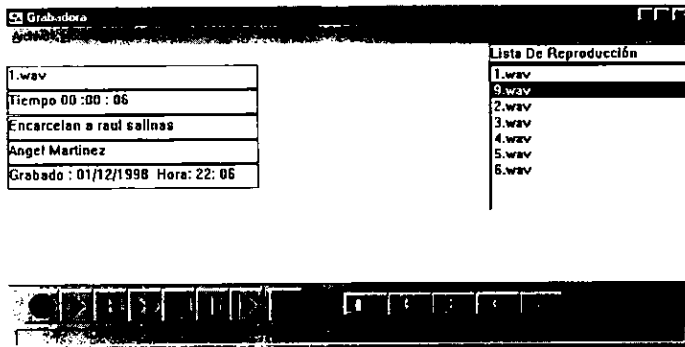 Grabadora
Archivo
Lista De Reproducción
1.wav
Tiempo 00 :00 : 06
Encarcelan a raul salinas
Angel Martinez
Grabado : 01/12/1998 Hora: 22: 06
1.wav
9.wav
2.wav
3.wav
4.wav
5.wav
6.wav